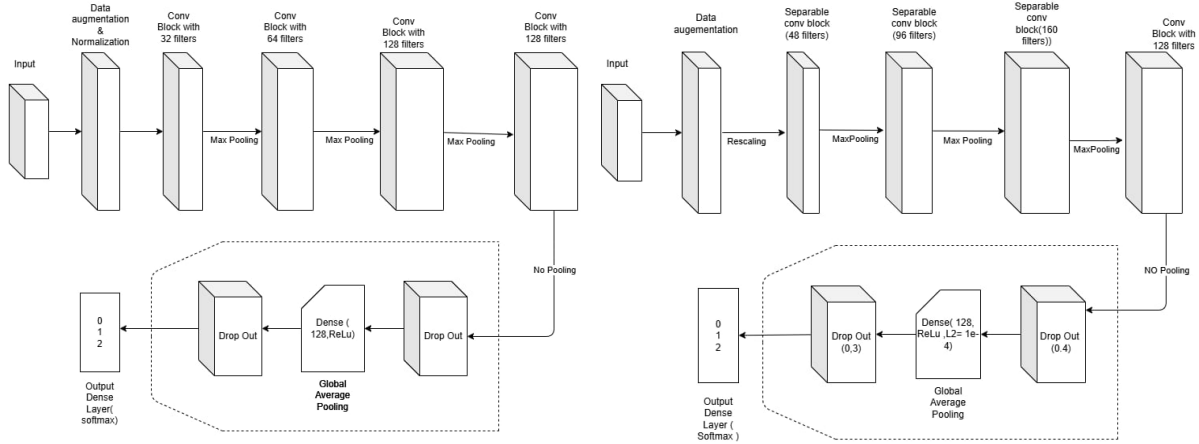 Data
augmentation
&
Normalization
Conv
Block with
32 filters
Conv
Block with
64 filters
Conv
Block with
128 filters
Conv
Block with
128 filters
Input
Max Pooling
Max Pooling
Max Pooling
No Pooling
Drop Out
Dense (
128,ReLu)
Drop Out
Global
Average
Pooling
0
1
2
Output
Dense
Layer(
softmax)
Data
augementation
Separable
conv block
(48 filters)
Separable
conv block
(96 filters)
Separable
conv
block(160
filters))
Conv
Block with
128 filters
Input
Rescaling
MaxPooling
Max Pooling
MaxPooling
NO Pooling
Drop Out
(0,3)
Dense( 128,
ReLu ,L2= 1e-
4)
Drop Out
(0.4)
Global
Average
Pooling
0
1
2
Output
Dense
Layer (
Softmax )